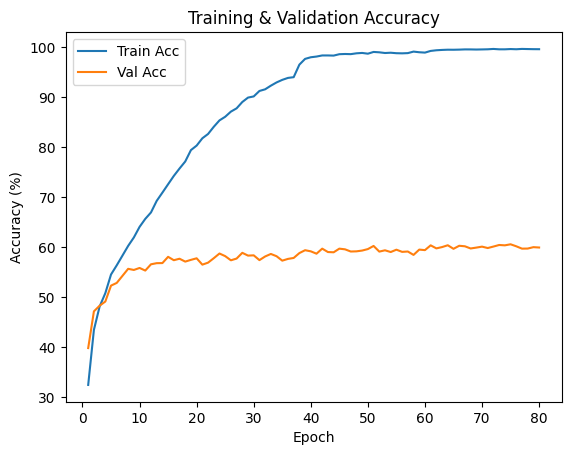 Training & Validation Accuracy
Train Acc
Val Acc
Accuracy (%)
100
90
80
70
60
50
40
30
0 10 20 30 40 50 60 70 80
Epoch